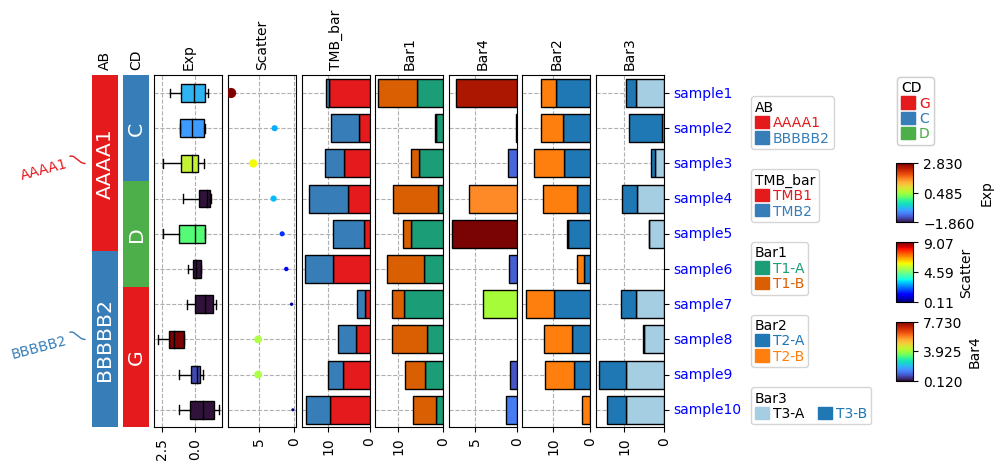 AB
CD
Exp
Scatter
TMB_bar
Bar1
Bar4
Bar2
Bar3
AAAA1
BBBBB2
AAAA1
BBBBB2
C
D
G
sample1
sample2
sample3
sample4
sample5
sample6
sample7
sample8
sample9
sample10
2.5 0.0
5 0
10 0
10 0
5 0
10 0
10 0
AB
AAAA1
BBBBB2
TMB_bar
TMB1
TMB2
Bar1
T1-A
T1-B
Bar2
T2-A
T2-B
Bar3
T3-A T3-B
CD
G
C
D
2.830
0.485
−1.860
Exp
9.07
4.59
0.11
Scatter
7.730
3.925
0.120
Bar4